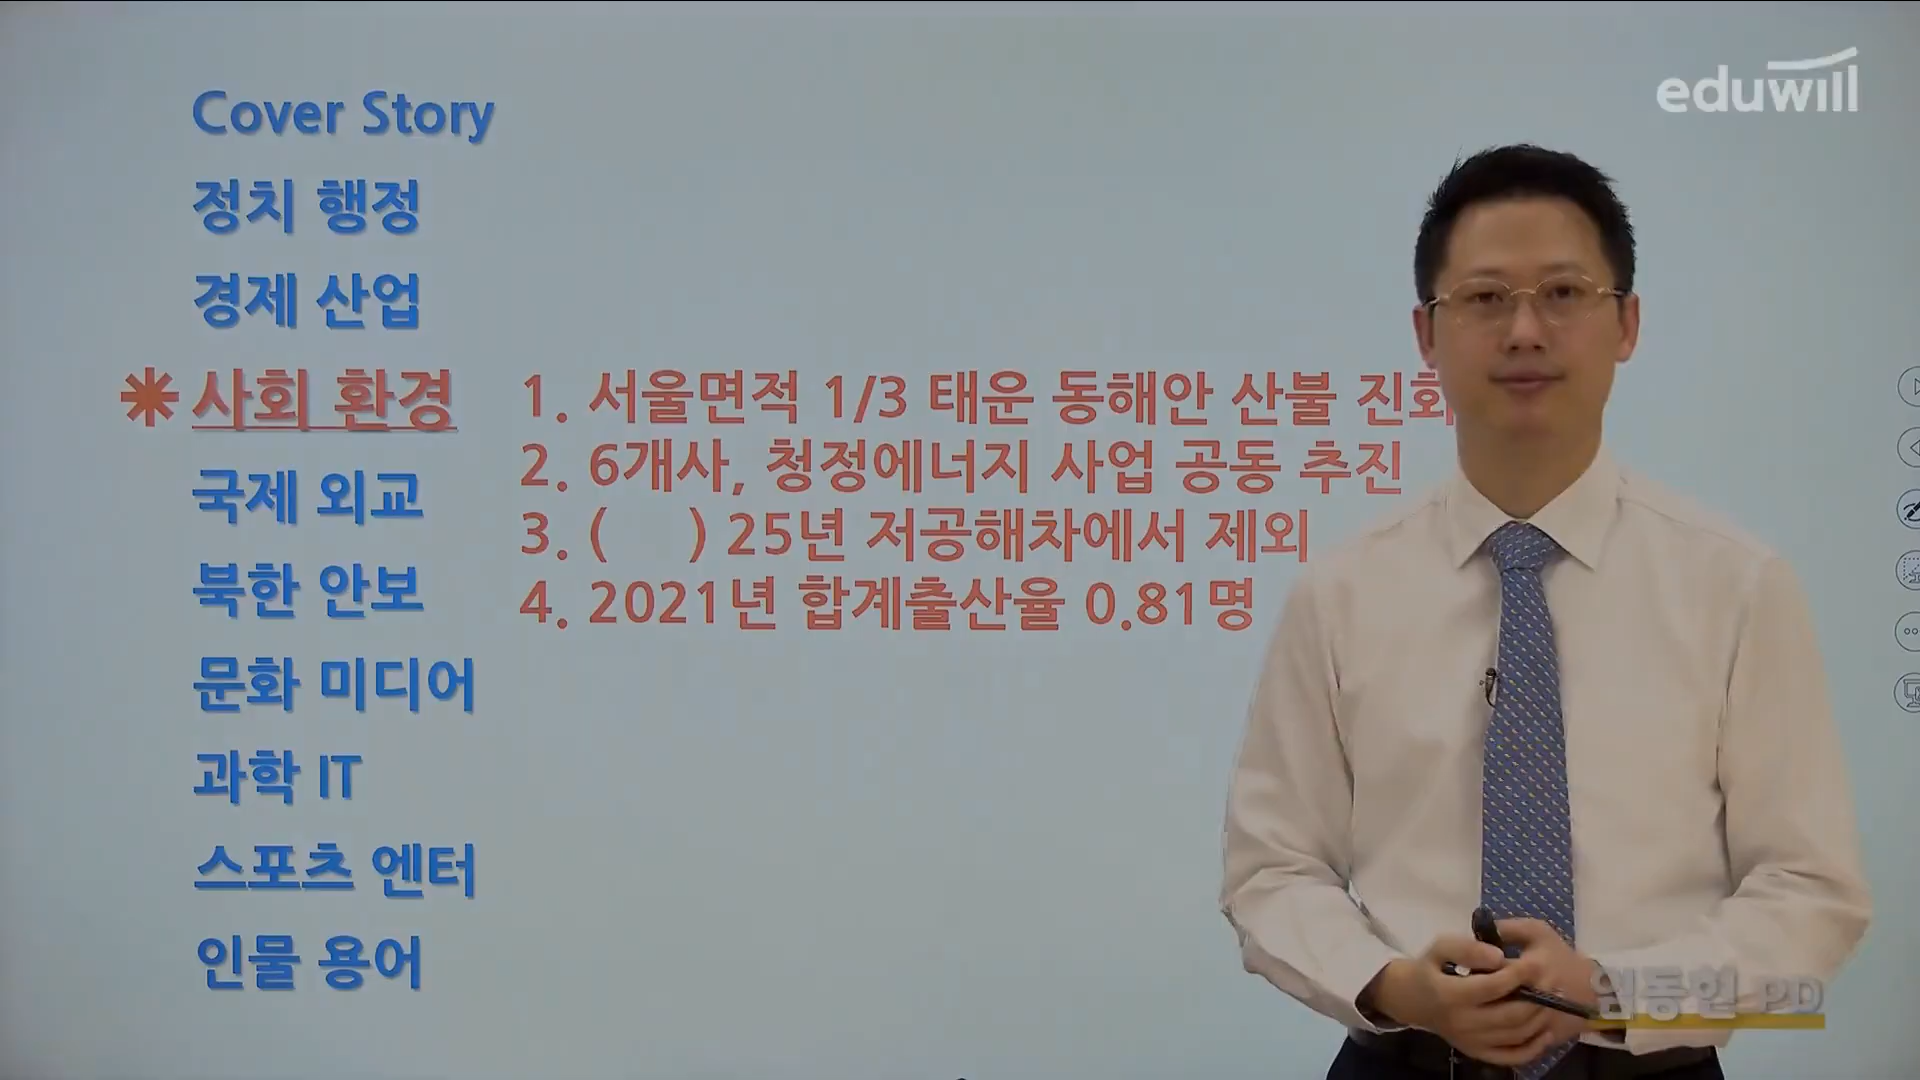 eduwill
Cover Story
정치 행정
경제 산업
✳ 사회 환경
1. 서울면적 1/3 태운 동해안 산불 진화
2. 6개사, 청정에너지 사업 공동 추진
3. (    ) 25년 저공해차에서 제외
4. 2021년 합계출산율 0.81명
국제 외교
북한 안보
문화 미디어
과학 IT
스포츠 엔터
인물 용어
임동현 PD